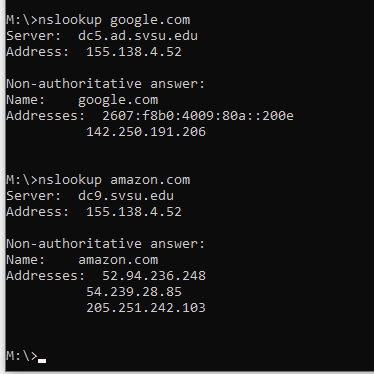 M:\>nslookup google.com
Server:  dc5.ad.svsu.edu
Address:  155.138.4.52
Non-authoritative answer:
Name:    google.com
Addresses:  2607:f8b0:4009:80a::200e
142.250.191.206
M:\>nslookup amazon.com
Server:  dc9.svsu.edu
Address:  155.138.4.52
Non-authoritative answer:
Name:    amazon.com
Addresses:  52.94.236.248
54.239.28.85
205.251.242.103
M:\>